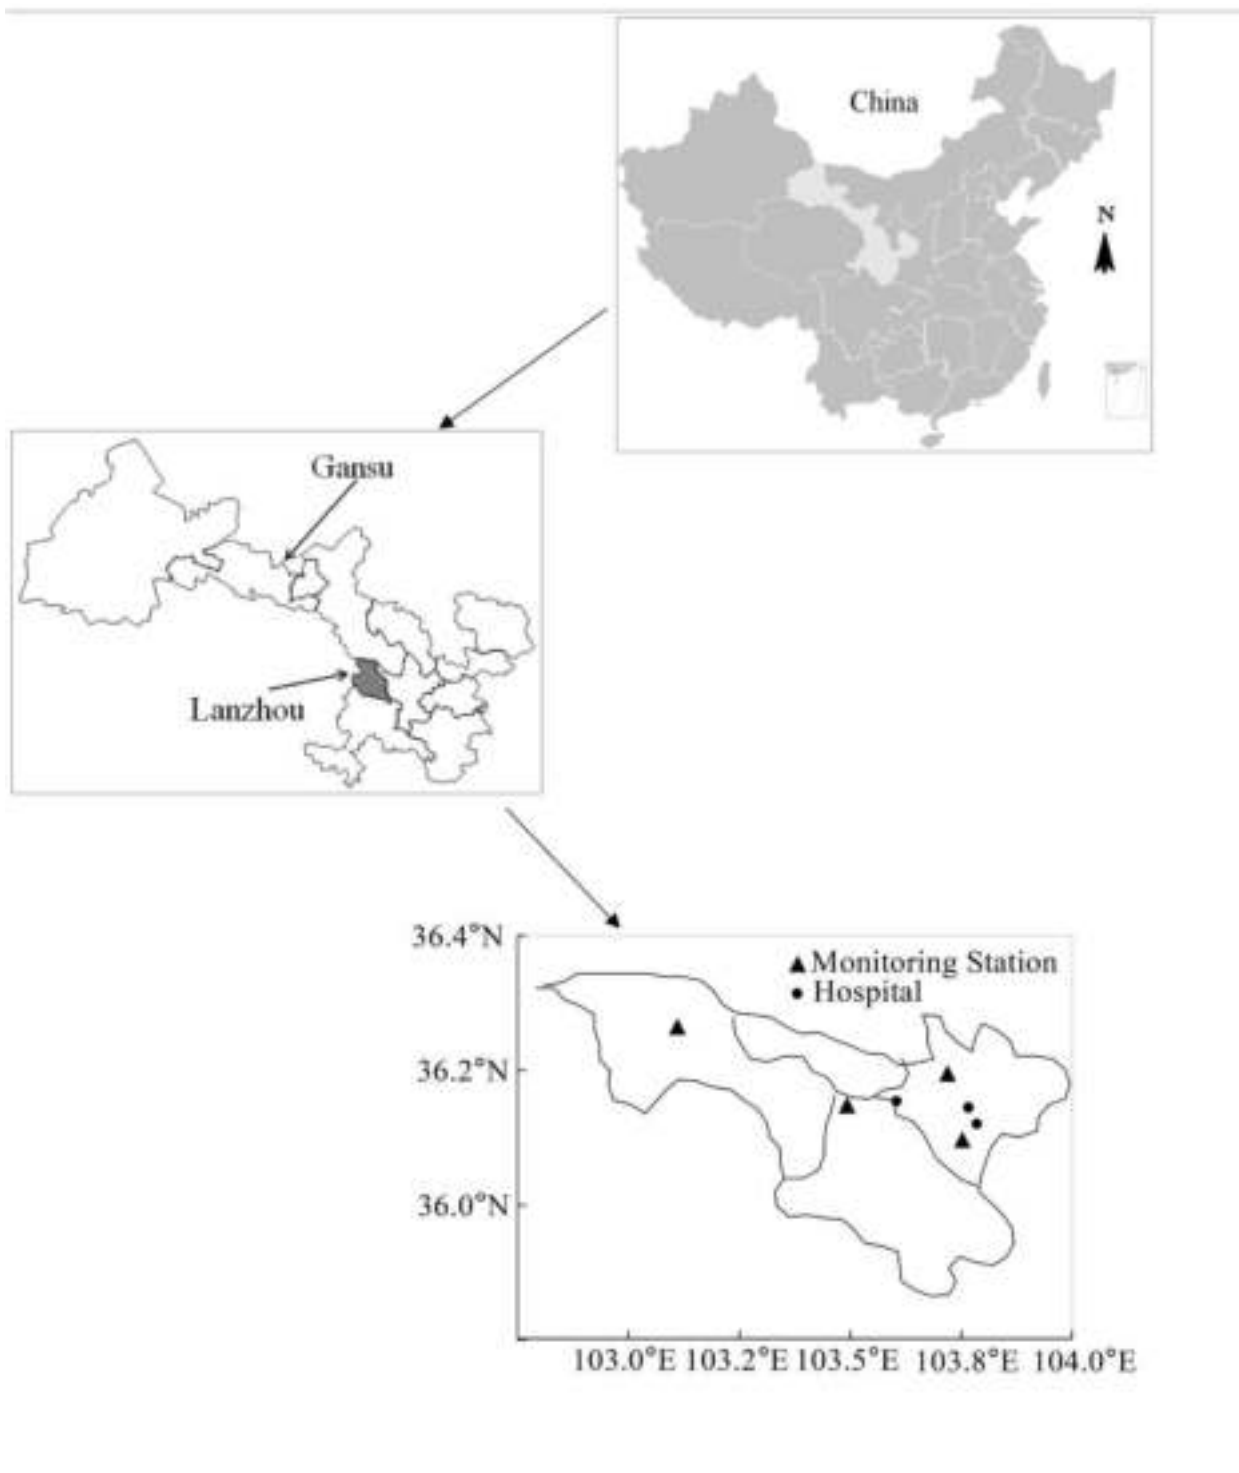 China
N
Gansu
Lanzhou
36.4°N
Monitoring Station
Hospital
36.2°N
36.0°N
103.0°E 103.2°E 103.5°E 103.8°E 104.0°E